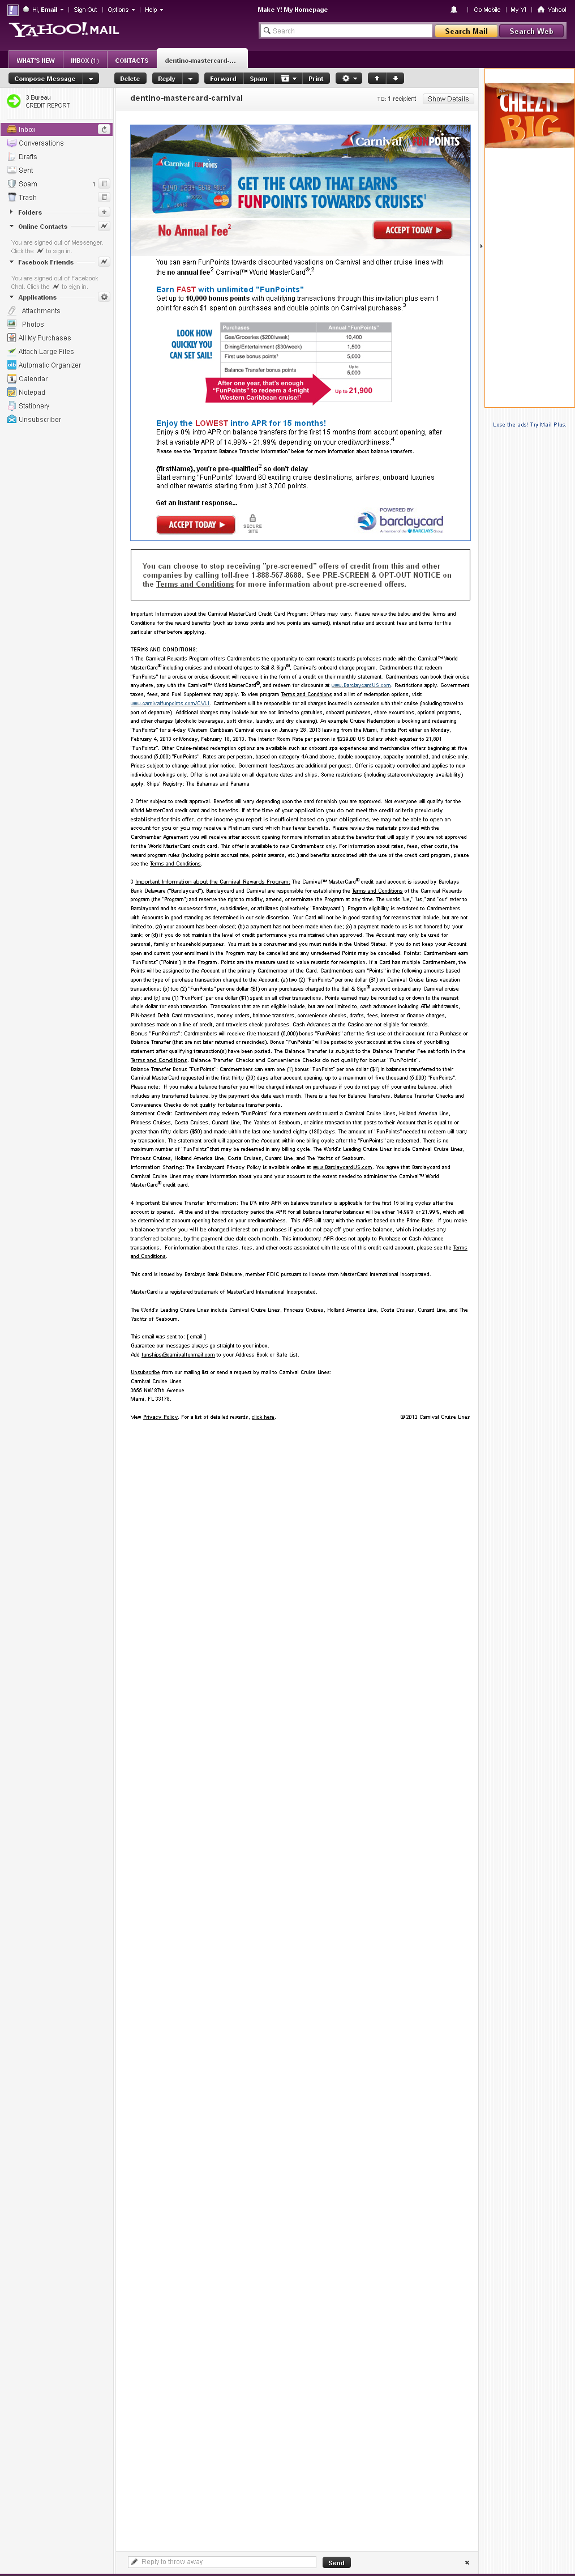 Hi, Email Sign Out Options Help Make Y! My Homepage Go Mobile My Y! Yahoo!
YAHOO! MAIL
Search Search Mail Search Web
WHAT'S NEW INBOX (1) CONTACTS dentino-mastercard-...
Compose Message Delete Reply Forward Spam Print
3 Bureau
CREDIT REPORT
Inbox
Conversations
Drafts
Sent
Spam 1
Trash
Folders
Online Contacts
You are signed out of Messenger.
Click the to sign in.
Facebook Friends
You are signed out of Facebook
Chat. Click the to sign in.
Applications
Attachments
Photos
All My Purchases
Attach Large Files
Automatic Organizer
Calendar
Notepad
Stationery
Unsubscriber
dentino-mastercard-carnival TO: 1 recipient Show Details
Carnival FUNPOINTS
GET THE CARD THAT EARNS
FUNPOINTS TOWARDS CRUISES¹
No Annual Fee²
ACCEPT TODAY
You can earn FunPoints towards discounted vacations on Carnival and other cruise lines with
the no annual fee² Carnival™ World MasterCard®.²
Earn FAST with unlimited "FunPoints"
Get up to 10,000 bonus points with qualifying transactions through this invitation plus earn 1
point for each $1 spent on purchases and double points on Carnival purchases.³
LOOK HOW
QUICKLY YOU
CAN SET SAIL!
Purchases Annual "FunPoints"
Gas/Groceries ($200/week) 10,400
Dining/Entertainment ($30/week) 1,500
First use bonus points¹ 5,000
Balance Transfer bonus points Up to 5,000
After one year, that's enough
"FunPoints" to redeem a 4-night
Western Caribbean cruise!¹
Up to 21,900
Enjoy the LOWEST intro APR for 15 months!
Enjoy a 0% intro APR on balance transfers for the first 15 months from account opening, after
that a variable APR of 14.99% - 21.99% depending on your creditworthiness.⁴
Please see the "Important Balance Transfer Information" below for more information about balance transfers.
{firstName}, you're pre-qualified² so don't delay
Start earning "FunPoints" toward 60 exciting cruise destinations, airfares, onboard luxuries
and other rewards starting from just 3,700 points.
Get an instant response...
ACCEPT TODAY
SECURE
SITE
POWERED BY
barclaycard
member of the BARCLAYS Group
You can choose to stop receiving "pre-screened" offers of credit from this and other
companies by calling toll-free 1-888-567-8688. See PRE-SCREEN & OPT-OUT NOTICE on
the Terms and Conditions for more information about pre-screened offers.
Important Information about the Carnival MasterCard Credit Card Program: Offers may vary. Please review the below and the Terms and
Conditions for the reward benefits (such as bonus points and how points are earned), interest rates and account fees and terms for this
particular offer before applying.
TERMS AND CONDITIONS:
1 The Carnival Rewards Program offers Cardmembers the opportunity to earn rewards towards purchases made with the Carnival™ World
MasterCard® including cruises and onboard charges to Sail & Sign®, Carnival's onboard charge program. Cardmembers that redeem
"FunPoints" for a cruise or cruise discount will receive it in the form of a credit on their monthly statement. Cardmembers can book their cruise
anywhere, pay with the Carnival™ World MasterCard®, and redeem for discounts at www.BarclaycardUS.com. Restrictions apply. Government
taxes, fees, and Fuel Supplement may apply. To view program Terms and Conditions and a list of redemption options, visit
www.carnivalfunpoints.com/CVL1. Cardmembers will be responsible for all charges incurred in connection with their cruise (including travel to
port of departure). Additional charges may include but are not limited to gratuities, onboard purchases, shore excursions, optional programs,
and other charges (alcoholic beverages, soft drinks, laundry, and dry cleaning). An example redemption option is booking and redeeming
"FunPoints" for a 4-day Western Caribbean Carnival cruise on January 28, 2013 leaving from the Miami, Florida Port either on Monday,
February 4, 2013 or Monday, February 18, 2013. The Interior Room Rate per person is $229.00 US Dollars which equates to 21,801
"FunPoints". Other Cruise-related redemption options are available such as onboard spa experiences and merchandise offers beginning at five
thousand (5,000) "FunPoints". Rates are per person, based on category 4A and above, double occupancy, capacity controlled, and cruise only.
Prices subject to change without prior notice. Government fees/taxes are additional per guest. Offer is capacity controlled and applies to new
individual bookings only. Offer is not available on all departure dates and ships. Some restrictions (including stateroom/category availability)
apply. Ships' Registry: The Bahamas and Panama
2 Offer subject to credit approval. Benefits will vary depending upon the card for which you are approved. Not everyone will qualify for the
World MasterCard credit card and its benefits. If at the time of your application you do not meet the credit criteria previously
established for this offer, or the income you report is insufficient based on your obligations, we may not be able to open an
account for you or you may receive a Platinum card which has fewer benefits. Please review the materials provided with the
Cardmember Agreement you will receive after account opening for more information about the benefits that will apply if you are not approved
for the World MasterCard credit card. This offer is available to new Cardmembers only. For information about rates, fees, other costs, the
reward program rules (including points accrual rate, points awards, etc.) and benefits associated with the use of the credit card program, please
see the Terms and Conditions.
3 Important Information about the Carnival Rewards Program: The Carnival™ MasterCard® credit card account is issued by Barclays
Bank Delaware ("Barclaycard"). Barclaycard and Carnival are responsible for establishing the Terms and Conditions of the Carnival Rewards
program (the "Program") and reserve the right to modify, amend, or terminate the Program at any time. The words "we," "us," and "our" refer to
Barclaycard and its successor firms, subsidiaries, or affiliates (collectively "Barclaycard"). Program eligibility is restricted to Cardmembers
with Accounts in good standing as determined in our sole discretion. Your Card will not be in good standing for reasons that include, but are not
limited to, (a) your account has been closed; (b) a payment has not been made when due; (c) a payment made to us is not honored by your
bank; or (d) if you do not maintain the level of credit performance you maintained when approved. The Account may only be used for
personal, family or household purposes. You must be a consumer and you must reside in the United States. If you do not keep your Account
open and current your enrollment in the Program may be cancelled and any unredeemed Points may be cancelled. Points: Cardmembers earn
"FunPoints" ("Points") in the Program. Points are the measure used to value rewards for redemption. If a Card has multiple Cardmembers, the
Points will be assigned to the Account of the primary Cardmember of the Card. Cardmembers earn "Points" in the following amounts based
upon the type of purchase transaction charged to the Account: (a) two (2) "FunPoints" per one dollar ($1) on Carnival Cruise Lines vacation
transactions; (b) two (2) "FunPoints" per one dollar ($1) on any purchases charged to the Sail & Sign® account onboard any Carnival cruise
ship; and (c) one (1) "FunPoint" per one dollar ($1) spent on all other transactions. Points earned may be rounded up or down to the nearest
whole dollar for each transaction. Transactions that are not eligible include, but are not limited to, cash advances including ATM withdrawals,
PIN-based Debit Card transactions, money orders, balance transfers, convenience checks, drafts, fees, interest or finance charges,
purchases made on a line of credit, and travelers check purchases. Cash Advances at the Casino are not eligible for rewards.
Bonus "FunPoints": Cardmembers will receive five thousand (5,000) bonus "FunPoints" after the first use of their account for a Purchase or
Balance Transfer (that are not later returned or rescinded). Bonus "FunPoints" will be posted to your account at the close of your billing
statement after qualifying transaction(s) have been posted. The Balance Transfer is subject to the Balance Transfer Fee set forth in the
Terms and Conditions. Balance Transfer Checks and Convenience Checks do not qualify for bonus "FunPoints".
Balance Transfer Bonus "FunPoints": Cardmembers can earn one (1) bonus "FunPoint" per one dollar ($1) in balances transferred to their
Carnival MasterCard requested in the first thirty (30) days after account opening, up to a maximum of five thousand (5,000) "FunPoints".
Please note: If you make a balance transfer you will be charged interest on purchases if you do not pay off your entire balance, which
includes any transferred balance, by the payment due date each month. There is a fee for Balance Transfers. Balance Transfer Checks and
Convenience Checks do not qualify for balance transfer points.
Statement Credit: Cardmembers may redeem "FunPoints" for a statement credit toward a Carnival Cruise Lines, Holland America Line,
Princess Cruises, Costa Cruises, Cunard Line, The Yachts of Seabourn, or airline transaction that posts to their Account that is equal to or
greater than fifty dollars ($50) and made within the last one hundred eighty (180) days. The amount of "FunPoints" needed to redeem will vary
by transaction. The statement credit will appear on the Account within one billing cycle after the "FunPoints" are redeemed. There is no
maximum number of "FunPoints" that may be redeemed in any billing cycle. The World's Leading Cruise Lines include Carnival Cruise Lines,
Princess Cruises, Holland America Line, Costa Cruises, Cunard Line, and The Yachts of Seabourn.
Information Sharing: The Barclaycard Privacy Policy is available online at www.BarclaycardUS.com. You agree that Barclaycard and
Carnival Cruise Lines may share information about you and your account to the extent needed to administer the Carnival™ World
MasterCard® credit card.
4 Important Balance Transfer Information: The 0% intro APR on balance transfers is applicable for the first 15 billing cycles after the
account is opened. At the end of the introductory period the APR for all balance transfer balances will be either 14.99% or 21.99%, which will
be determined at account opening based on your creditworthiness. This APR will vary with the market based on the Prime Rate. If you make
a balance transfer you will be charged interest on purchases if you do not pay off your entire balance, which includes any
transferred balance, by the payment due date each month. This introductory APR does not apply to Purchase or Cash Advance
transactions. For information about the rates, fees, and other costs associated with the use of this credit card account, please see the Terms
and Conditions.
This card is issued by Barclays Bank Delaware, member FDIC pursuant to license from MasterCard International Incorporated.
MasterCard is a registered trademark of MasterCard International Incorporated.
The World's Leading Cruise Lines include Carnival Cruise Lines, Princess Cruises, Holland America Line, Costa Cruises, Cunard Line, and The
Yachts of Seabourn.
This email was sent to: { email }
Guarantee our messages always go straight to your inbox.
Add funships@carnivalfunmail.com to your Address Book or Safe List.
Unsubscribe from our mailing list or send a request by mail to Carnival Cruise Lines:
Carnival Cruise Lines
3655 NW 87th Avenue
Miami, FL 33178.
View Privacy Policy. For a list of detailed rewards, click here. © 2012 Carnival Cruise Lines
CHEEZ-IT
BIG
Lose the ads! Try Mail Plus.
Reply to throw away Send